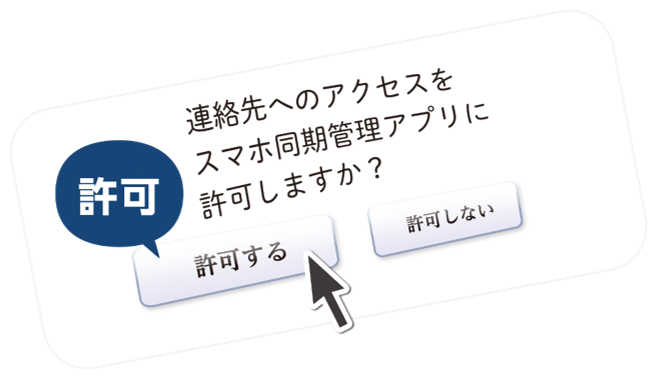 連絡先へのアクセスを
スマホ同期管理アプリに
許可しますか？
許可
許可する
許可しない